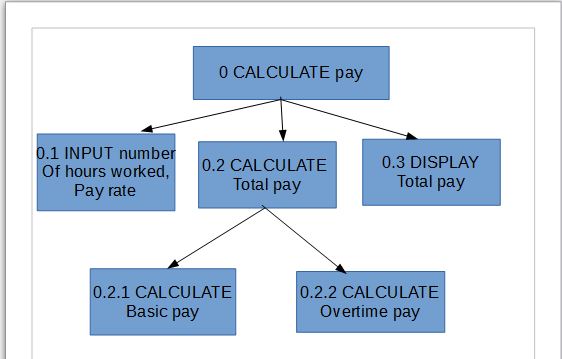 0 CALCULATE pay
0.1 INPUT number
Of hours worked,
Pay rate
0.2 CALCULATE
Total pay
0.3 DISPLAY
Total pay
0.2.1 CALCULATE
Basic pay
0.2.2 CALCULATE
Overtime pay